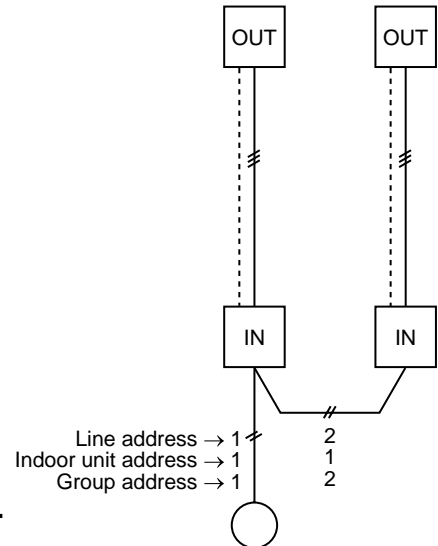 OUT OUT
IN IN
Line address → 1 2
Indoor unit address → 1 1
Group address → 1 2